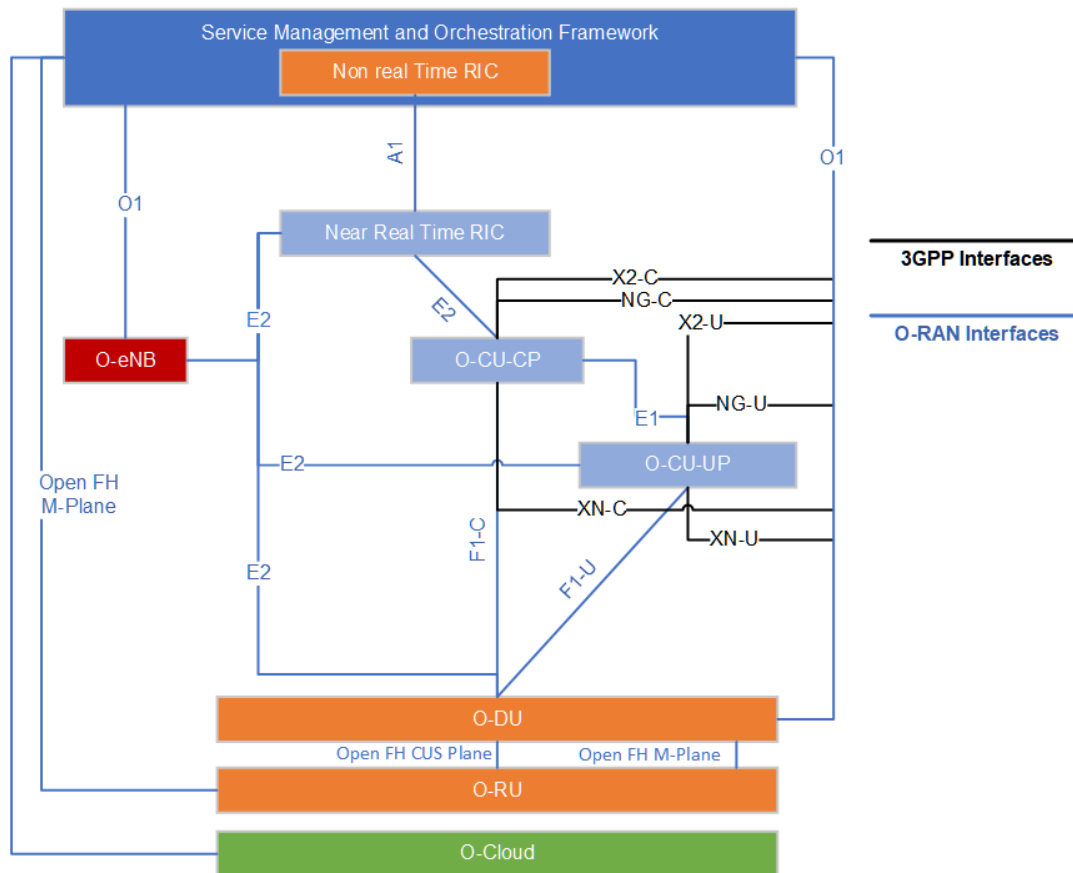 Service Management and Orchestration Framework
Non real Time RIC
A1
O1
O1
Near Real Time RIC
3GPP Interfaces
X2-C
NG-C
E2
E2
X2-U
O-RAN Interfaces
O-eNB
O-CU-CP
NG-U
E1
E2
O-CU-UP
Open FH
M-Plane
XN-C
F1-C
XN-U
E2
F1-U
O-DU
Open FH CUS Plane
Open FH M-Plane
O-RU
O-Cloud